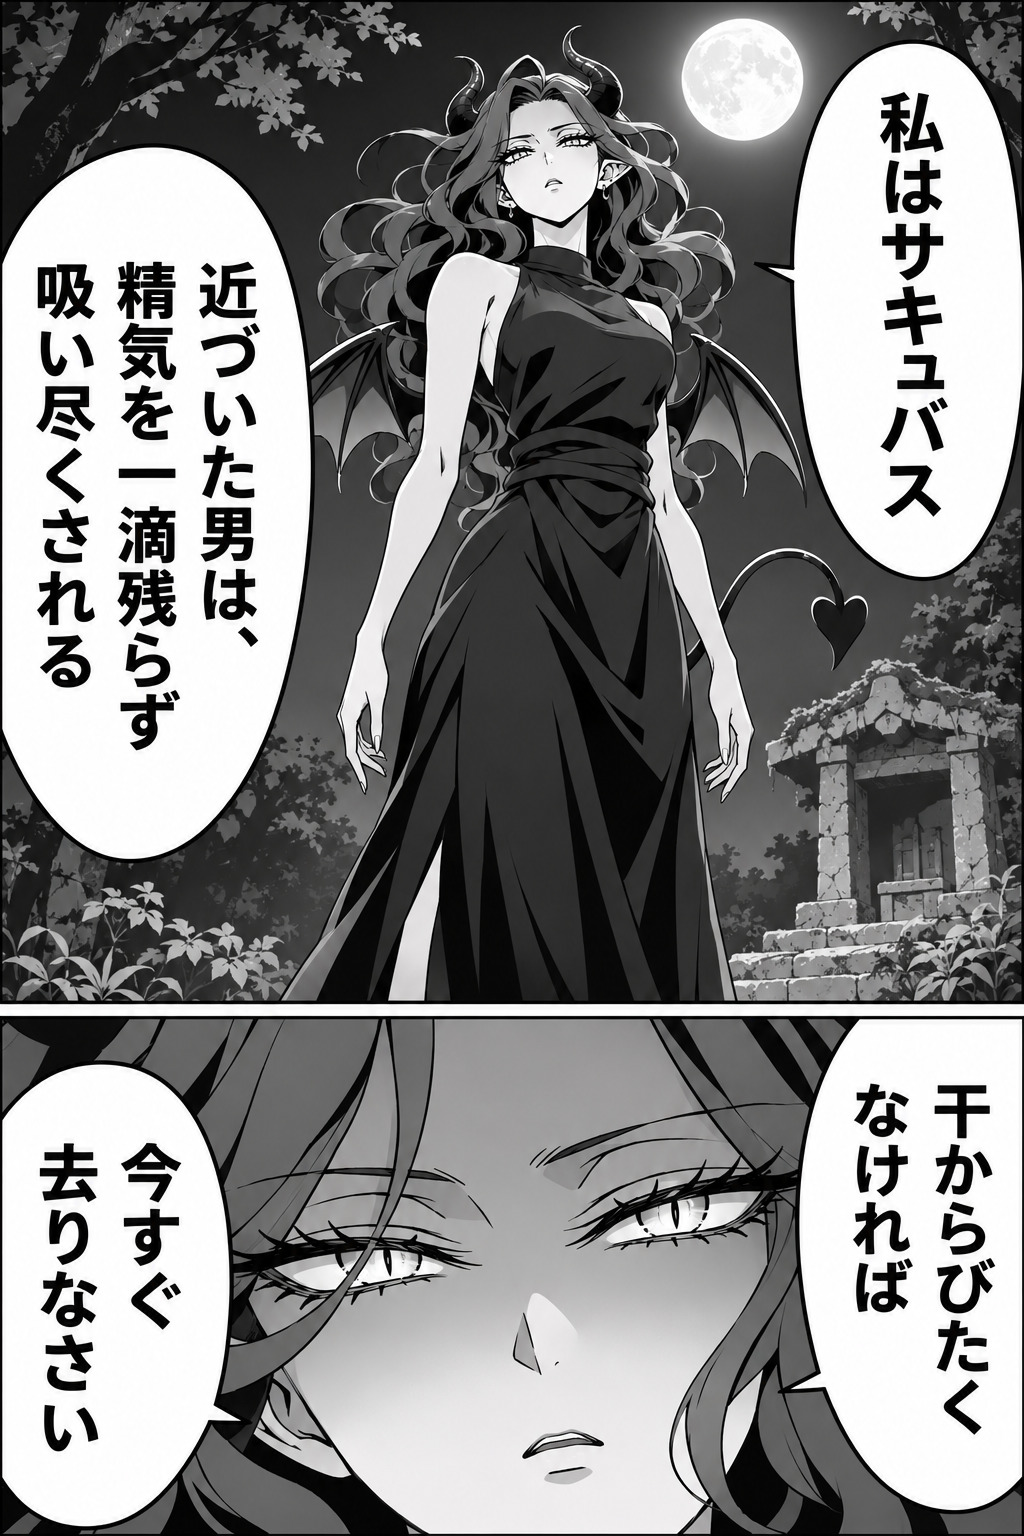 私はサキュバス
近づいた男は、
精気を一滴残らず
吸い尽くされる
干からびたく
なければ
今すぐ
去りなさい